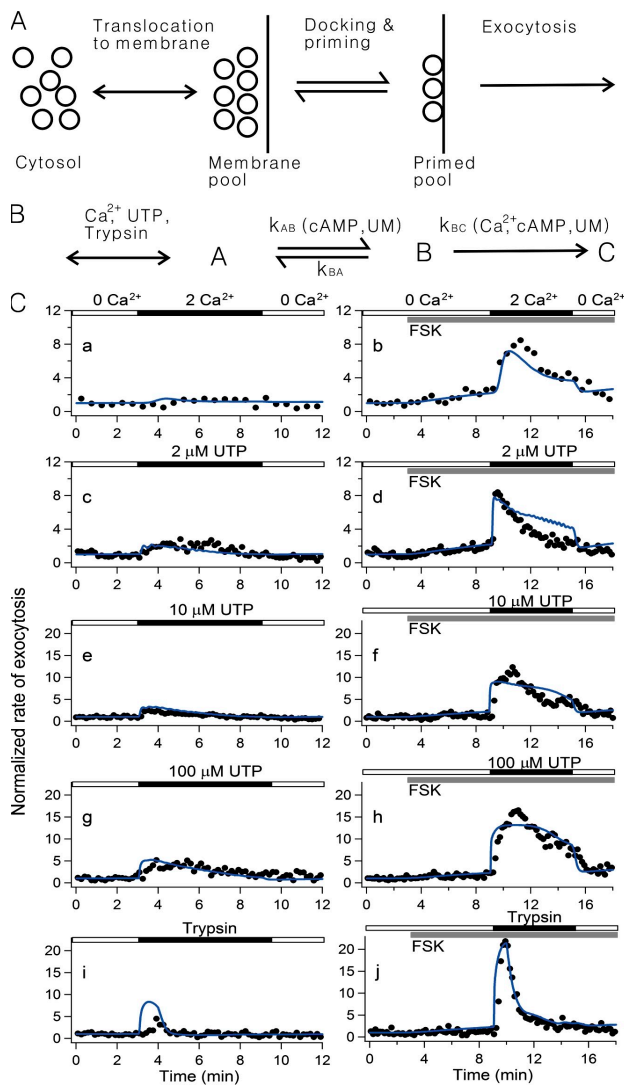 A
Translocation
to membrane
Docking &
priming
Exocytosis
Cytosol
Membrane
pool
Primed
pool
B
Ca²⁺, UTP,
Trypsin
A
kAB (cAMP,UM)
kBA
B
kBC (Ca²⁺,cAMP,UM)
C
C
0 Ca²⁺ 2 Ca²⁺ 0 Ca²⁺
0 Ca²⁺ 2 Ca²⁺ 0 Ca²⁺
FSK
a
12
8
4
0
0 2 4 6 8 10 12
b
12
8
4
0
0 4 8 12 16
2 μM UTP
c
12
8
4
0
0 2 4 6 8 10 12
2 μM UTP
FSK
d
12
8
4
0
0 4 8 12 16
Normalized rate of exocytosis
10 μM UTP
e
20
15
10
5
0
0 2 4 6 8 10 12
10 μM UTP
FSK
f
20
15
10
5
0
0 4 8 12 16
100 μM UTP
g
20
15
10
5
0
0 2 4 6 8 10 12
100 μM UTP
FSK
h
20
15
10
5
0
0 4 8 12 16
Trypsin
i
20
15
10
5
0
0 2 4 6 8 10 12
Time (min)
Trypsin
FSK
j
20
15
10
5
0
0 4 8 12 16
Time (min)